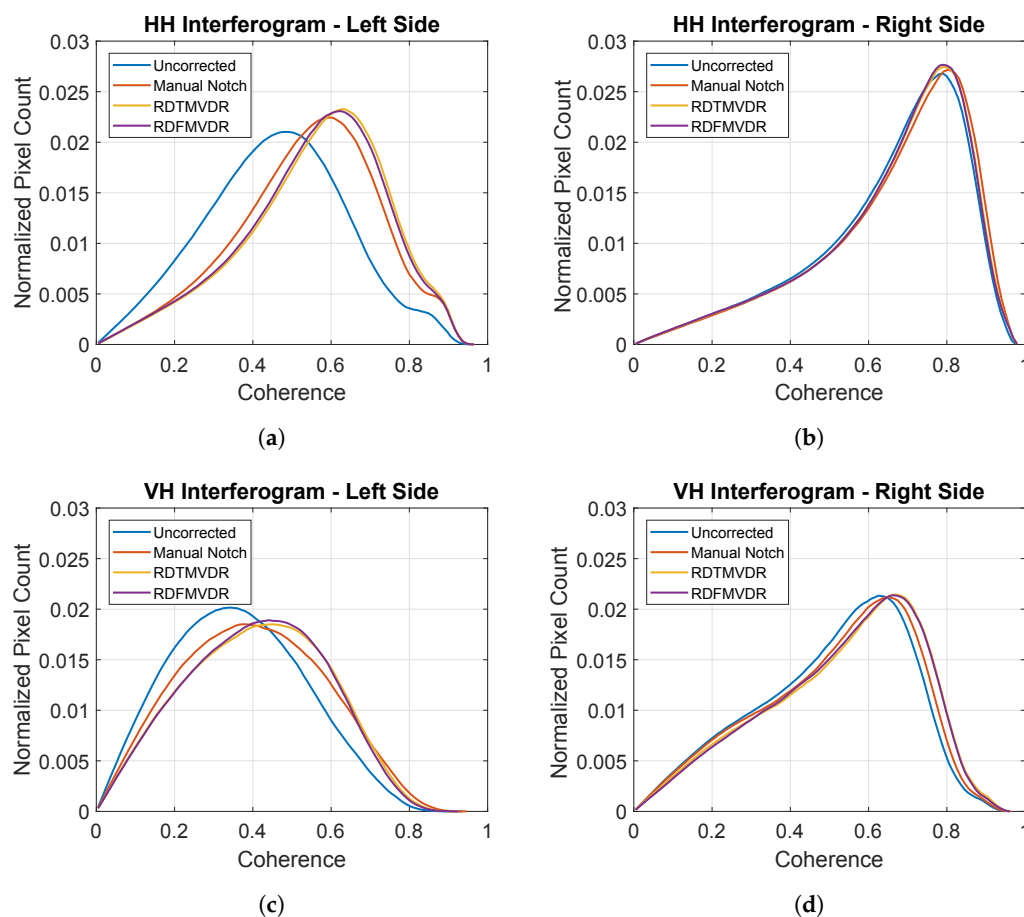 HH Interferogram - Left Side
Normalized Pixel Count
0.03
0.025
0.02
0.015
0.01
0.005
0
Uncorrected
Manual Notch
RDTMVDR
RDFMVDR
0 0.2 0.4 0.6 0.8 1
Coherence
(a)
HH Interferogram - Right Side
Normalized Pixel Count
0.03
0.025
0.02
0.015
0.01
0.005
0
Uncorrected
Manual Notch
RDTMVDR
RDFMVDR
0 0.2 0.4 0.6 0.8 1
Coherence
(b)
VH Interferogram - Left Side
Normalized Pixel Count
0.03
0.025
0.02
0.015
0.01
0.005
0
Uncorrected
Manual Notch
RDTMVDR
RDFMVDR
0 0.2 0.4 0.6 0.8 1
Coherence
(c)
VH Interferogram - Right Side
Normalized Pixel Count
0.03
0.025
0.02
0.015
0.01
0.005
0
Uncorrected
Manual Notch
RDTMVDR
RDFMVDR
0 0.2 0.4 0.6 0.8 1
Coherence
(d)